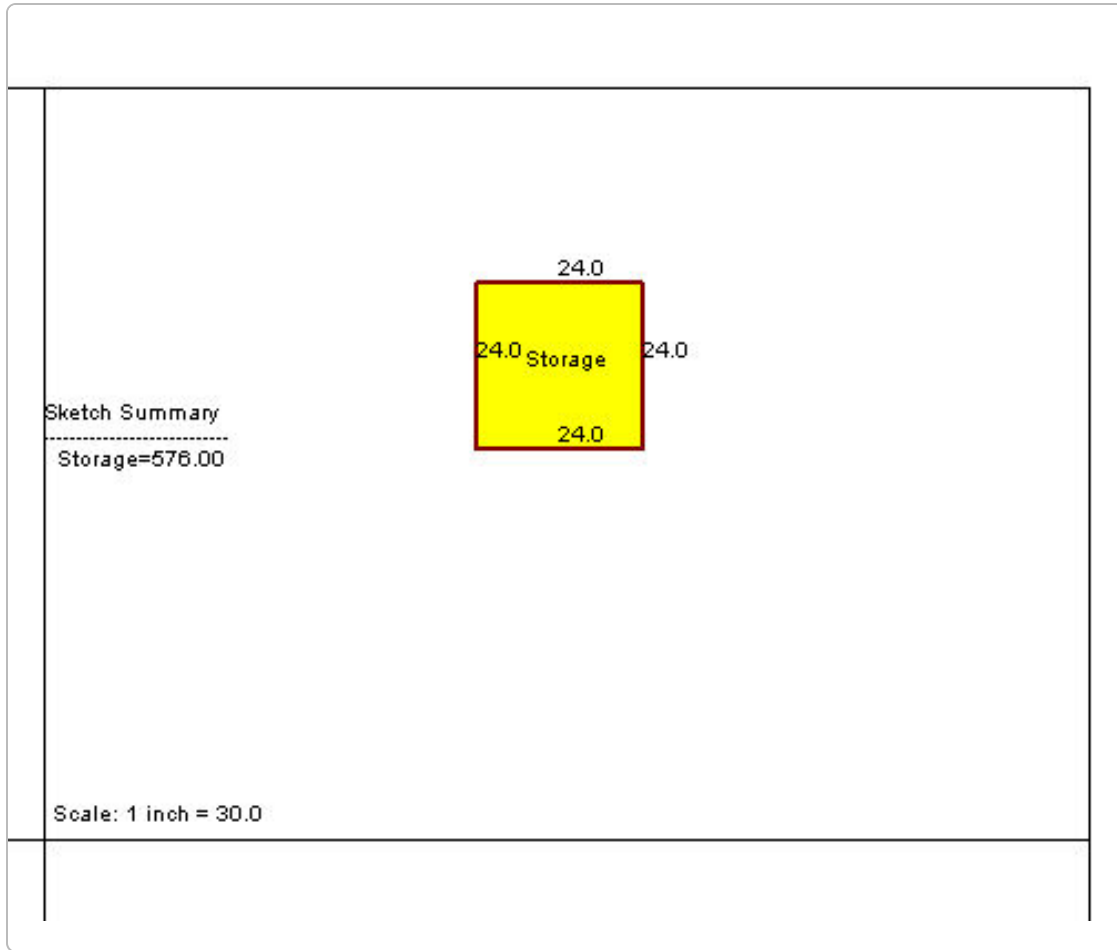 24.0
24.0 Storage 24.0
24.0
Sketch Summary
--------------------------
Storage=576.00
Scale: 1 inch = 30.0